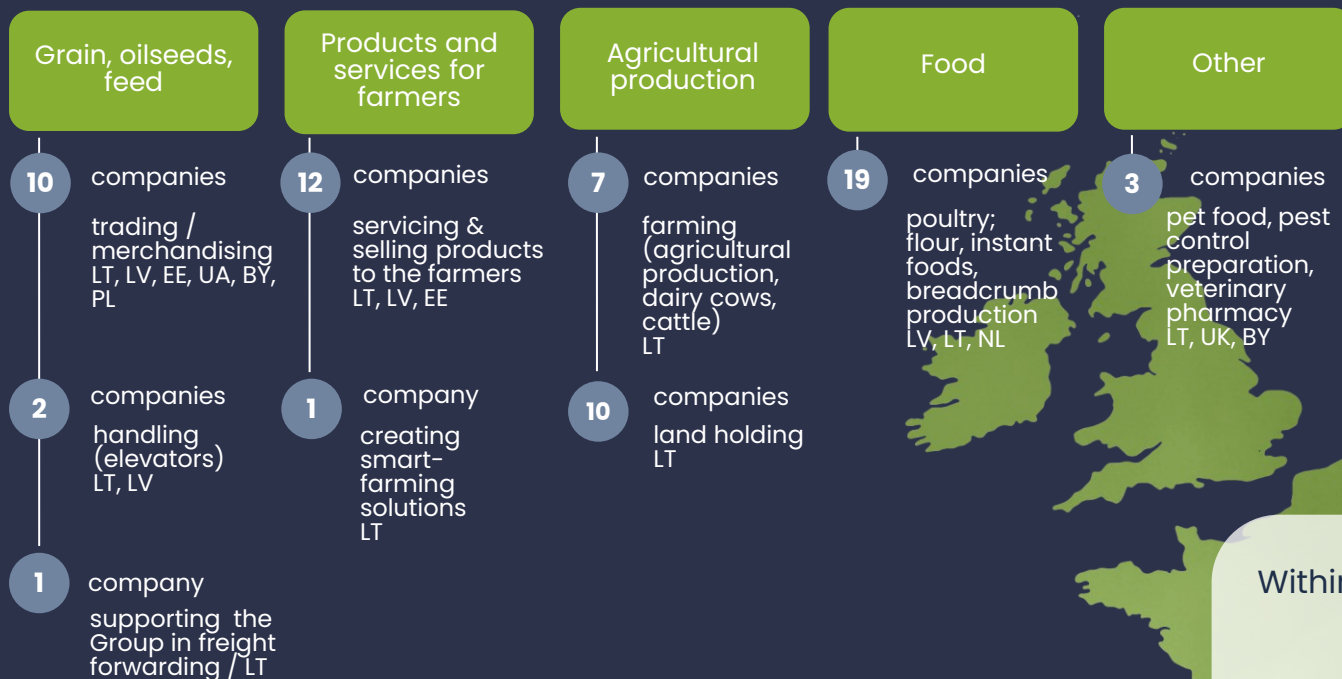 Grain, oilseeds,
feed
10
companies
trading /
merchandising
LT, LV, EE, UA, BY,
PL
2
companies
handling
(elevators)
LT, LV
1
company
supporting the
Group in freight
forwarding / LT
Products and
services for
farmers
12
companies
servicing &
selling products
to the farmers
LT, LV, EE
1
company
creating
smart-
farming
solutions
LT
Agricultural
production
7
companies
farming
(agricultural
production,
dairy cows,
cattle)
LT
10
companies
land holding
LT
Food
19
companies
poultry;
flour, instant
foods,
breadcrumb
production
LV, LT, NL
Other
3
companies
pet food, pest
control
preparation,
veterinary
pharmacy
LT, UK, BY
Within